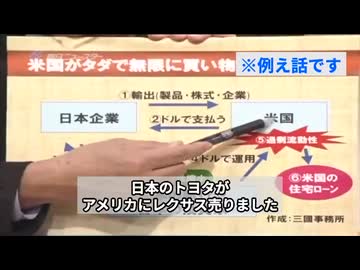 ※例え話です
米国がタダで無限に買い物
①輸出(製品・株式・企業)
日本企業
2ドルで支払う
米国
⑤過剰流動性
4ドルで運用
⑥米国の
住宅ローン
作成:三國事務所
日本のトヨタが
アメリカにレクサス売りました